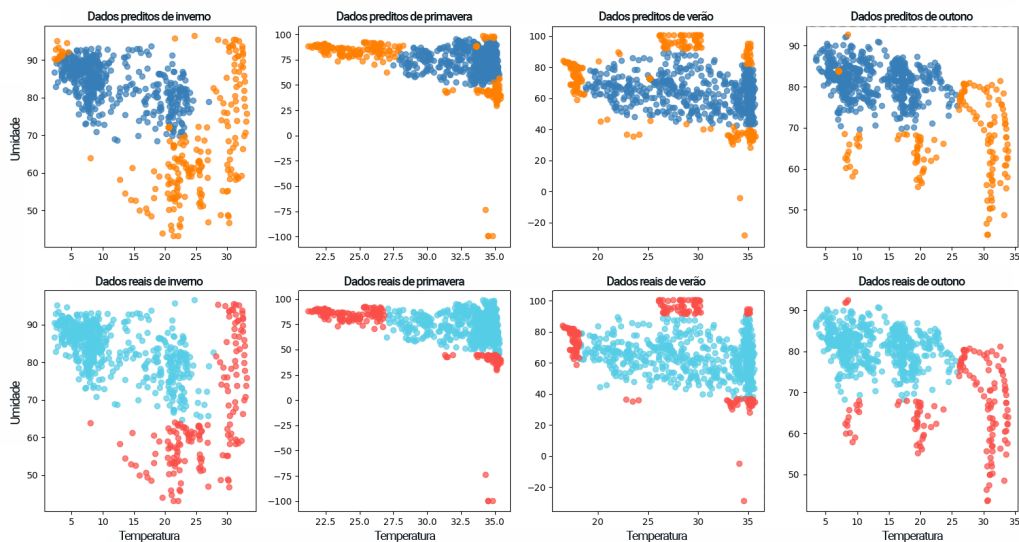 Dados preditos de inverno
Dados preditos de primavera
Dados preditos de verão
Dados preditos de outono
Umidade
90
80
70
60
50
5 10 15 20 25 30
100
75
50
25
0
−25
−50
−75
−100
22.5 25.0 27.5 30.0 32.5 35.0
100
80
60
40
20
0
−20
20 25 30 35
90
80
70
60
50
5 10 15 20 25 30 35
Dados reais de inverno
Dados reais de primavera
Dados reais de verão
Dados reais de outono
Umidade
90
80
70
60
50
5 10 15 20 25 30
Temperatura
100
75
50
25
0
−25
−50
−75
−100
22.5 25.0 27.5 30.0 32.5 35.0
Temperatura
100
80
60
40
20
0
−20
20 25 30 35
Temperatura
90
80
70
60
50
5 10 15 20 25 30 35
Temperatura